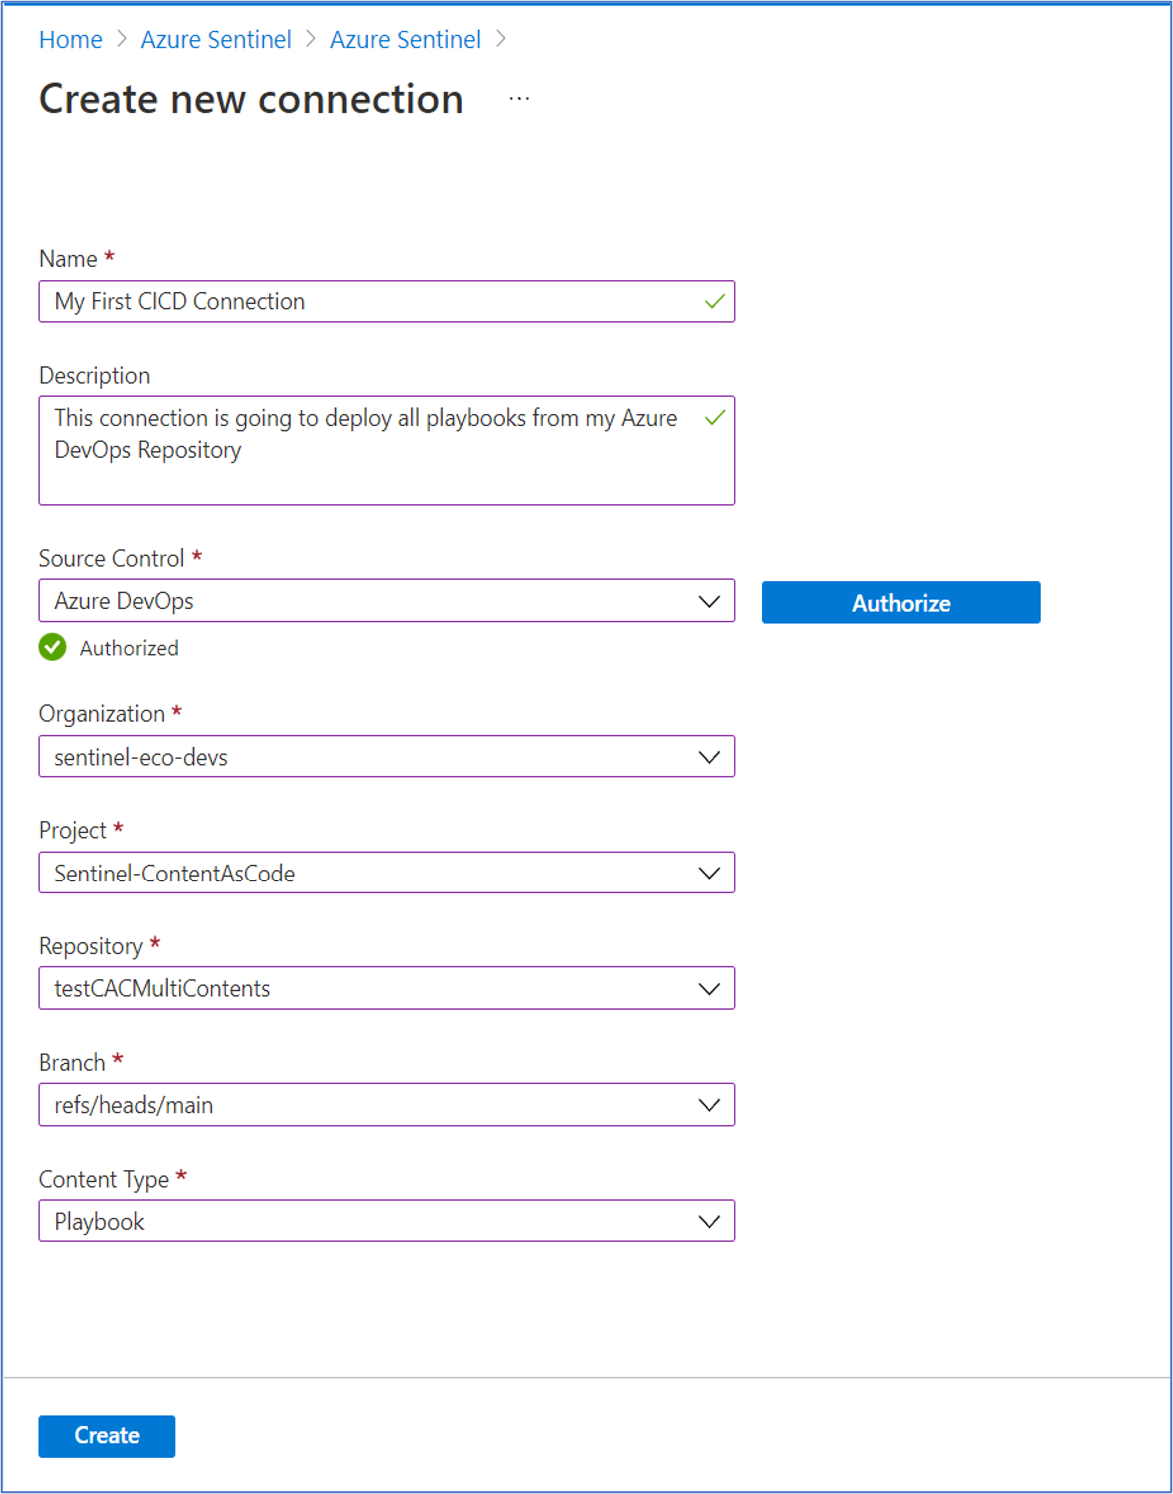 Home > Azure Sentinel > Azure Sentinel >
Create new connection ...
Name *
My First CICD Connection
Description
This connection is going to deploy all playbooks from my Azure
DevOps Repository
Source Control *
Azure DevOps
Authorize
Authorized
Organization *
sentinel-eco-devs
Project *
Sentinel-ContentAsCode
Repository *
testCACMultiContents
Branch *
refs/heads/main
Content Type *
Playbook
Create